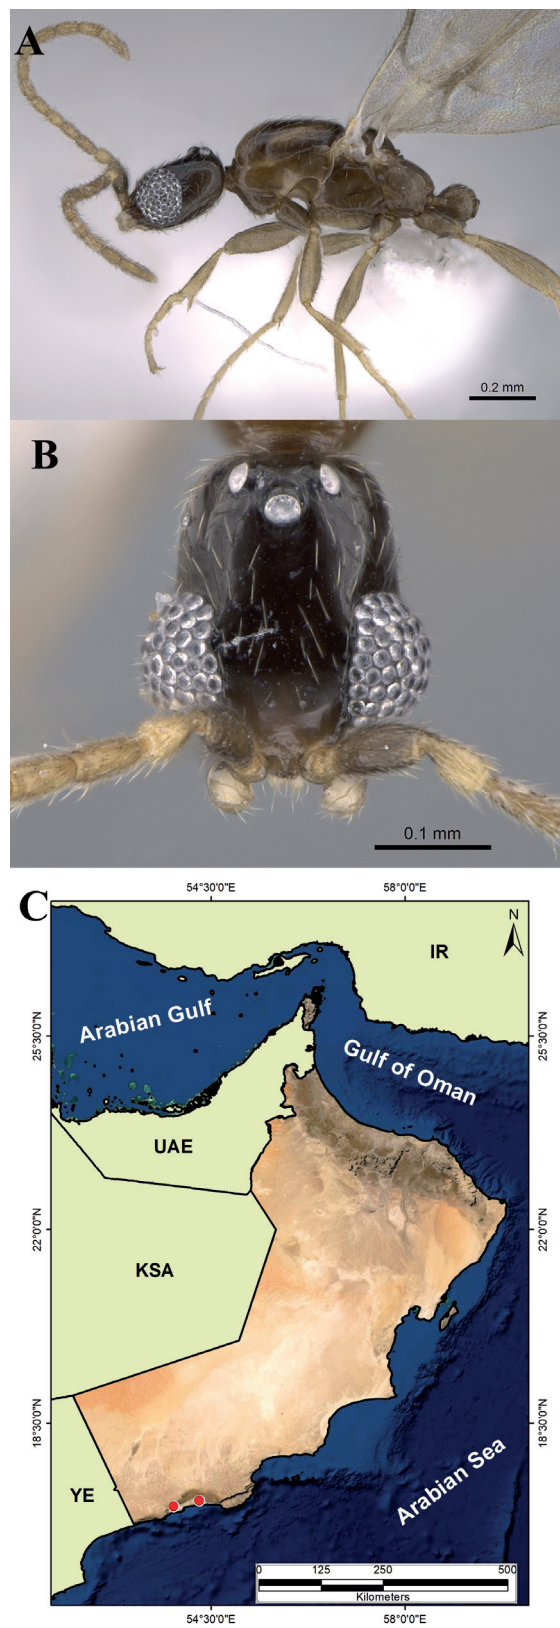 A
0.2 mm
B
0.1 mm
C
54°30'0"E
58°0'0"E
N
IR
Arabian Gulf
25°30'0"N
25°30'0"N
Gulf of Oman
UAE
22°0'0"N
22°0'0"N
KSA
18°30'0"N
18°30'0"N
YE
Arabian Sea
0
125
250
500
Kilometers
54°30'0"E
58°0'0"E